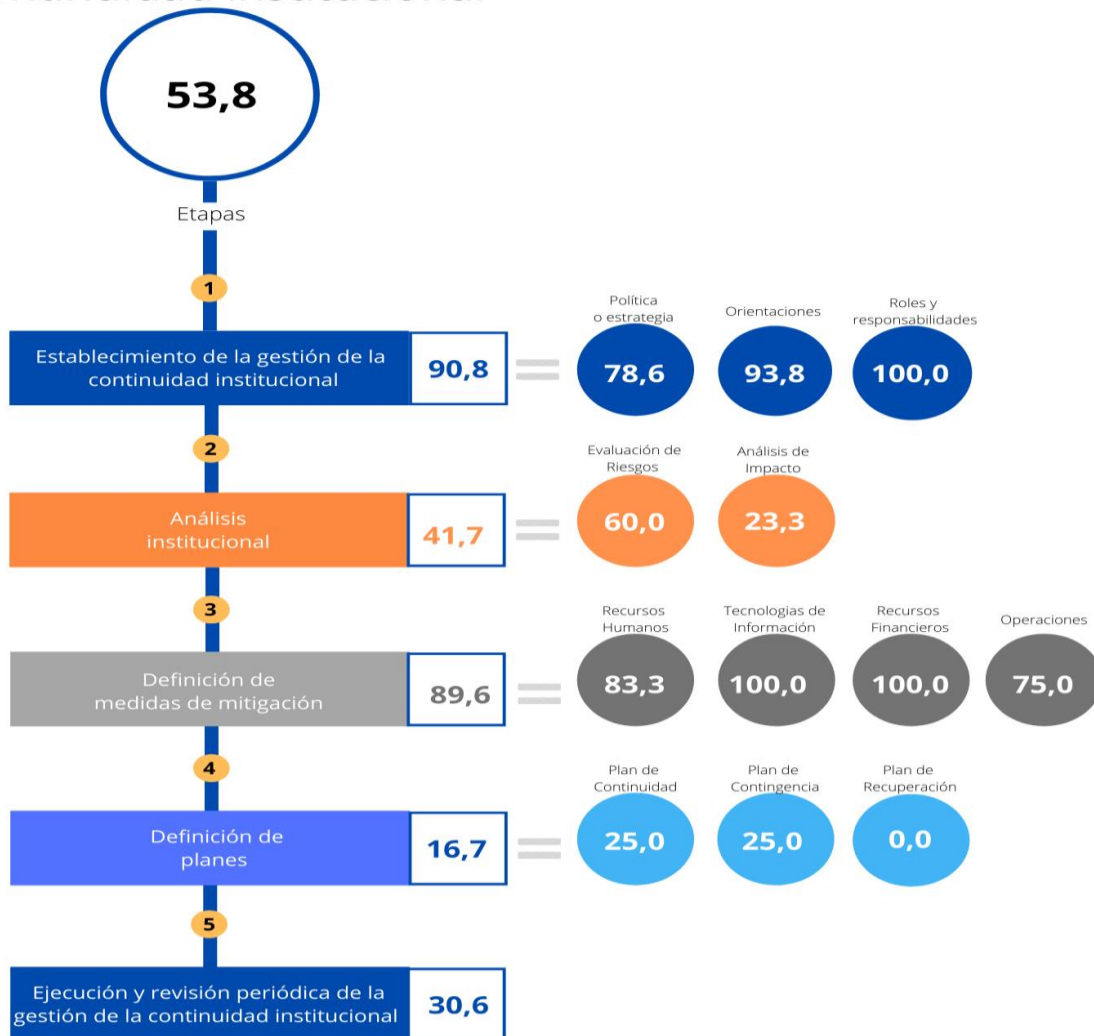 53,8
Etapas
1
Establecimiento de la gestión de la
continuidad institucional
90,8
Política
o estrategia
78,6
Orientaciones
93,8
Roles y
responsabilidades
100,0
2
Análisis
institucional
41,7
Evaluación de
Riesgos
60,0
Análisis de
Impacto
23,3
3
Definición de
medidas de mitigación
89,6
Recursos
Humanos
83,3
Tecnologias de
Información
100,0
Recursos
Financieros
100,0
Operaciones
75,0
4
Definición de
planes
16,7
Plan de
Continuidad
25,0
Plan de
Contingencia
25,0
Plan de
Recuperación
0,0
5
Ejecución y revisión periódica de la
gestión de la continuidad institucional
30,6